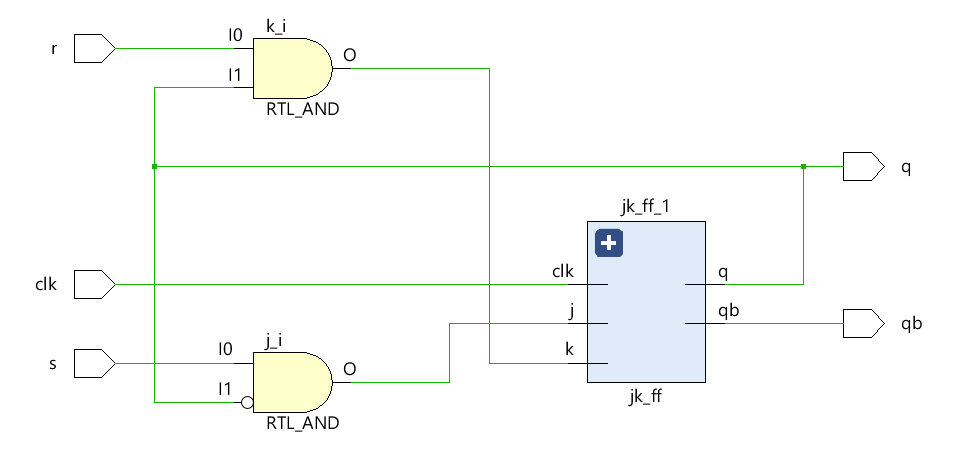 k_i
r
I0
I1
O
RTL_AND
q
jk_ff_1
clk
clk
q
j
qb
qb
k
jk_ff
j_i
s
I0
I1
O
RTL_AND